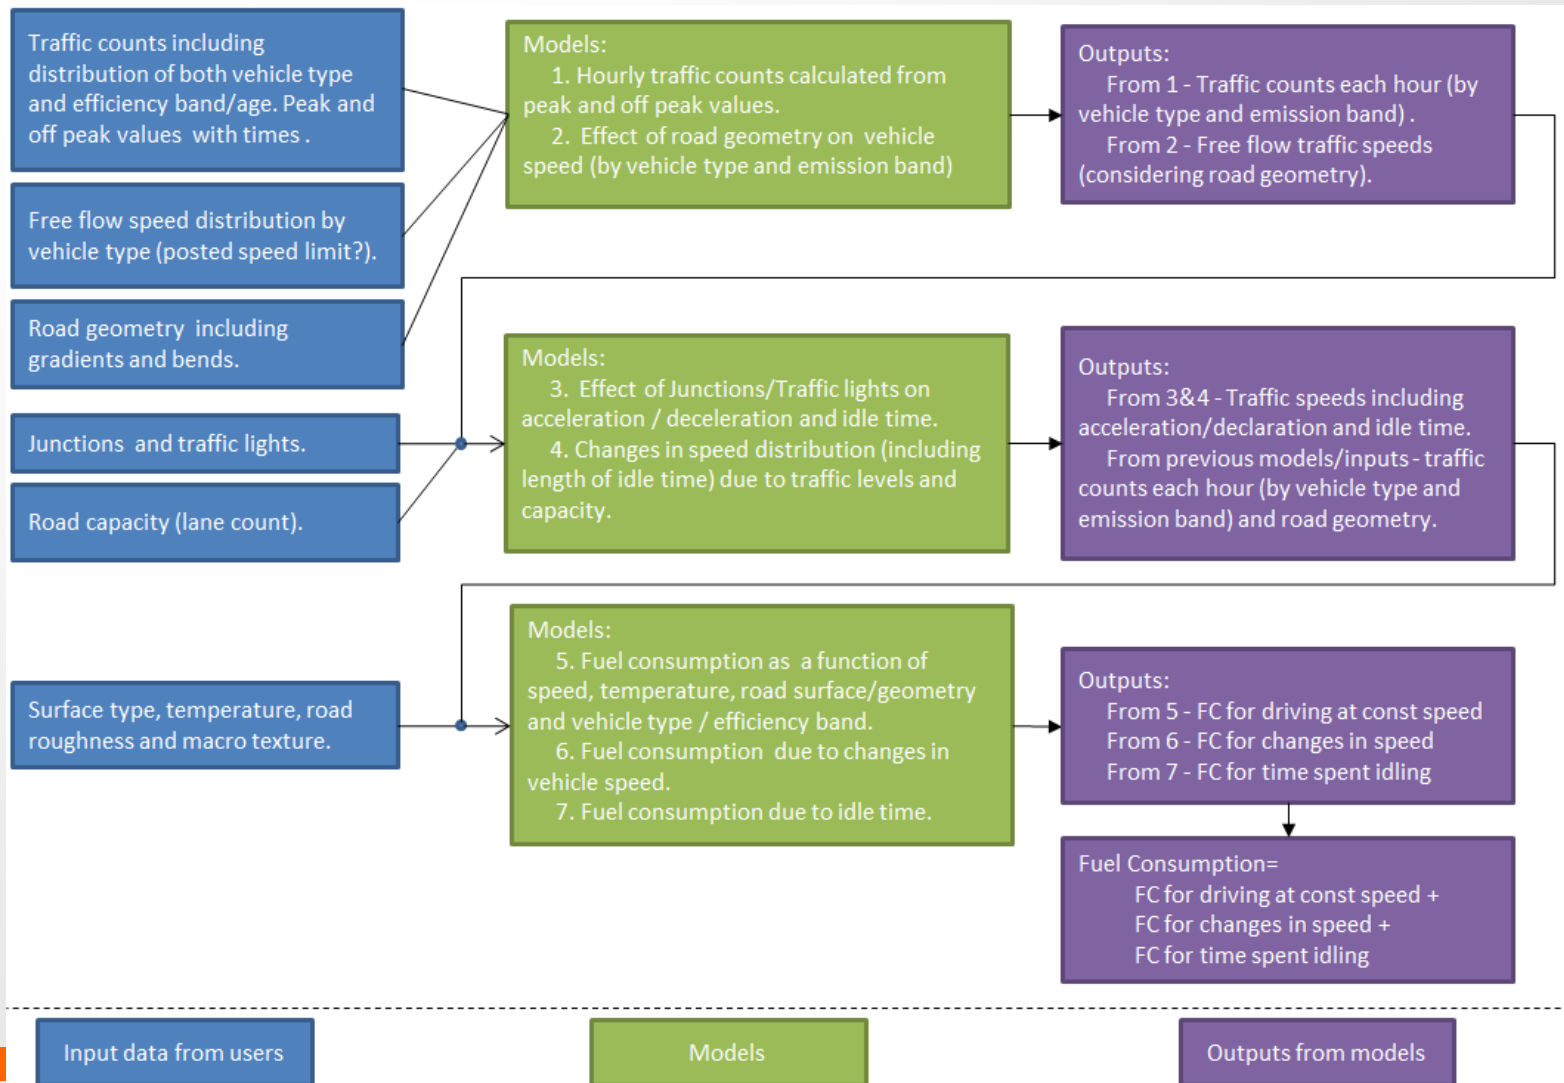 Traffic counts including
distribution of both vehicle type
and efficiency band/age. Peak and
off peak values with times .
Free flow speed distribution by
vehicle type (posted speed limit?).
Road geometry including
gradients and bends.
Models:
1. Hourly traffic counts calculated from
peak and off peak values.
2. Effect of road geometry on vehicle
speed (by vehicle type and emission band)
Outputs:
From 1 - Traffic counts each hour (by
vehicle type and emission band) .
From 2 - Free flow traffic speeds
(considering road geometry).
Junctions and traffic lights.
Road capacity (lane count).
Models:
3. Effect of Junctions/Traffic lights on
acceleration / deceleration and idle time.
4. Changes in speed distribution (including
length of idle time) due to traffic levels and
capacity.
Outputs:
From 3&4 - Traffic speeds including
acceleration/declaration and idle time.
From previous models/inputs - traffic
counts each hour (by vehicle type and
emission band) and road geometry.
Surface type, temperature, road
roughness and macro texture.
Models:
5. Fuel consumption as a function of
speed, temperature, road surface/geometry
and vehicle type / efficiency band.
6. Fuel consumption due to changes in
vehicle speed.
7. Fuel consumption due to idle time.
Outputs:
From 5 - FC for driving at const speed
From 6 - FC for changes in speed
From 7 - FC for time spent idling
Fuel Consumption=
FC for driving at const speed +
FC for changes in speed +
FC for time spent idling
Input data from users
Models
Outputs from models